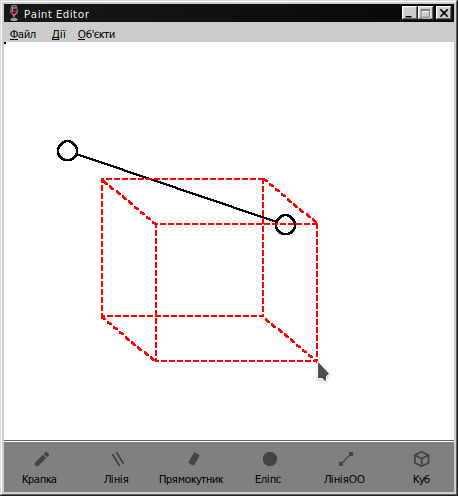 Paint Editor
Файл Дії Об'єкти
Крапка Лінія Прямокутник Еліпс ЛініяОО Куб